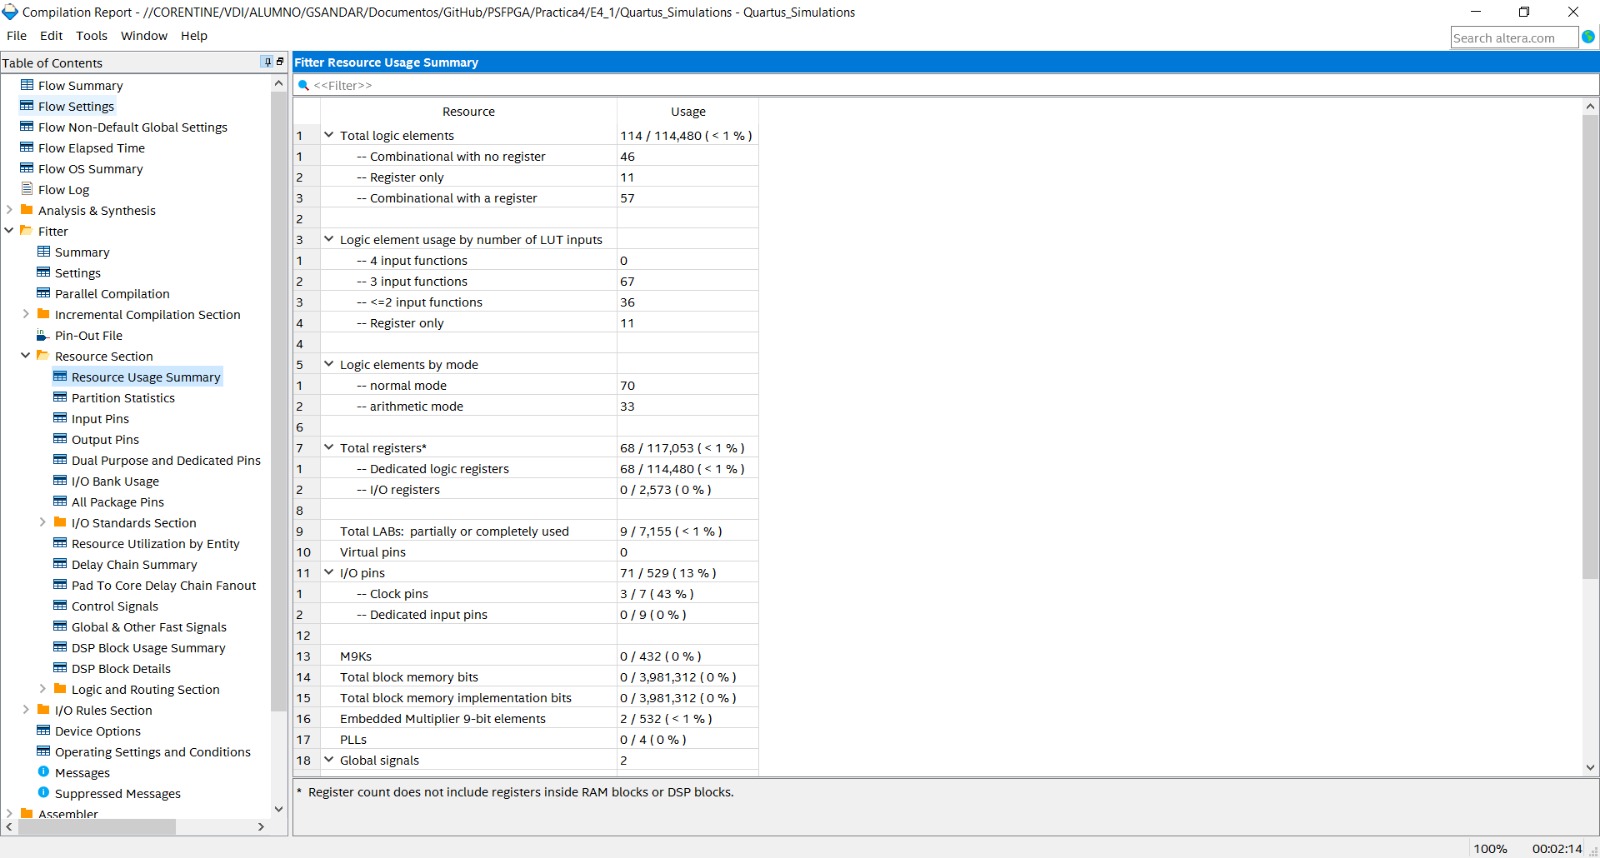 Compilation Report - //CORENTINE/VDI/ALUMNO/GSANDAR/Documentos/GitHub/PSFPGA/Practica4/E4_1/Quartus_Simulations - Quartus_Simulations
File Edit Tools Window Help
Search altera.com
Table of Contents
Flow Summary
Flow Settings
Flow Non-Default Global Settings
Flow Elapsed Time
Flow OS Summary
Flow Log
Analysis & Synthesis
Fitter
Summary
Settings
Parallel Compilation
Incremental Compilation Section
Pin-Out File
Resource Section
Resource Usage Summary
Partition Statistics
Input Pins
Output Pins
Dual Purpose and Dedicated Pins
I/O Bank Usage
All Package Pins
I/O Standards Section
Resource Utilization by Entity
Delay Chain Summary
Pad To Core Delay Chain Fanout
Control Signals
Global & Other Fast Signals
DSP Block Usage Summary
DSP Block Details
Logic and Routing Section
I/O Rules Section
Device Options
Operating Settings and Conditions
Messages
Suppressed Messages
Assembler
Fitter Resource Usage Summary
<<Filter>>
Resource Usage
1 Total logic elements 114 / 114,480 ( < 1 % )
1 -- Combinational with no register 46
2 -- Register only 11
3 -- Combinational with a register 57
2
3 Logic element usage by number of LUT inputs
1 -- 4 input functions 0
2 -- 3 input functions 67
3 -- <=2 input functions 36
4 -- Register only 11
4
5 Logic elements by mode
1 -- normal mode 70
2 -- arithmetic mode 33
6
7 Total registers* 68 / 117,053 ( < 1 % )
1 -- Dedicated logic registers 68 / 114,480 ( < 1 % )
2 -- I/O registers 0 / 2,573 ( 0 % )
8
9 Total LABs: partially or completely used 9 / 7,155 ( < 1 % )
10 Virtual pins 0
11 I/O pins 71 / 529 ( 13 % )
1 -- Clock pins 3 / 7 ( 43 % )
2 -- Dedicated input pins 0 / 9 ( 0 % )
12
13 M9Ks 0 / 432 ( 0 % )
14 Total block memory bits 0 / 3,981,312 ( 0 % )
15 Total block memory implementation bits 0 / 3,981,312 ( 0 % )
16 Embedded Multiplier 9-bit elements 2 / 532 ( < 1 % )
17 PLLs 0 / 4 ( 0 % )
18 Global signals 2
* Register count does not include registers inside RAM blocks or DSP blocks.
100% 00:02:14